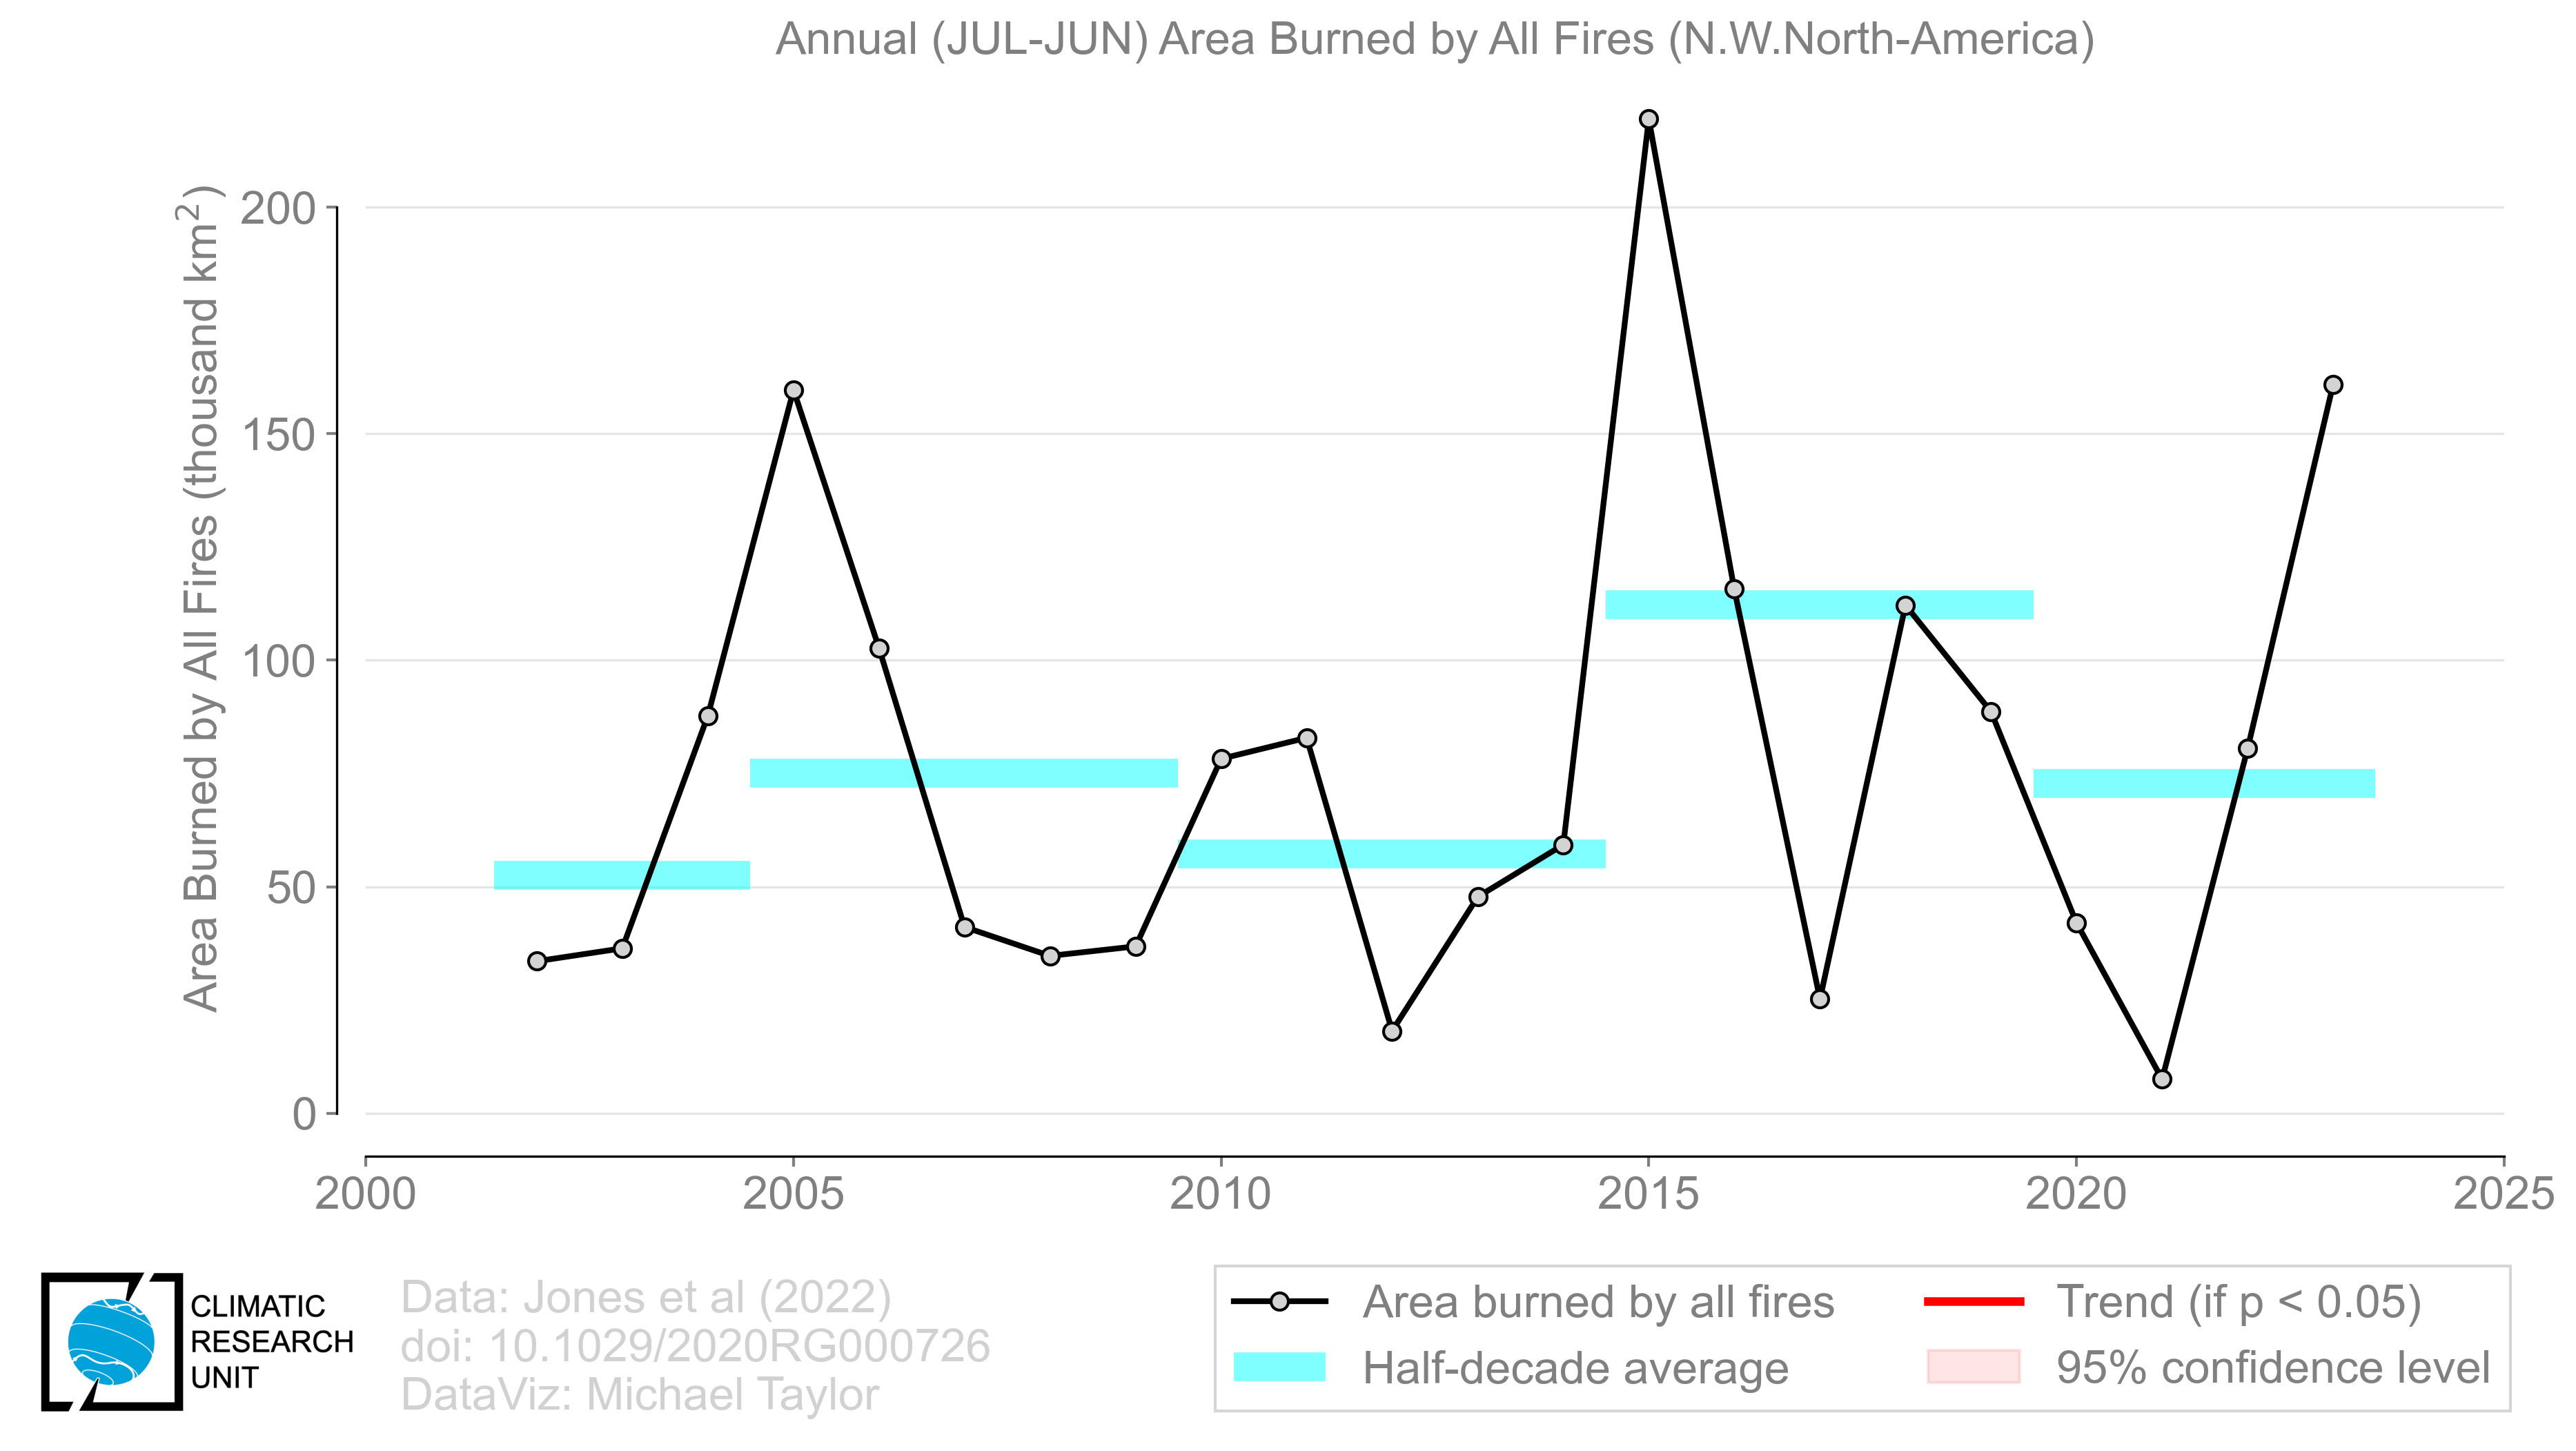 Annual (JUL-JUN) Area Burned by All Fires (N.W.North-America)
Area Burned by All Fires (thousand km²)
200
150
100
50
0
2000 2005 2010 2015 2020 2025
CLIMATIC
RESEARCH
UNIT
Data: Jones et al (2022)
doi: 10.1029/2020RG000726
DataViz: Michael Taylor
Area burned by all fires
Half-decade average
Trend (if p < 0.05)
95% confidence level